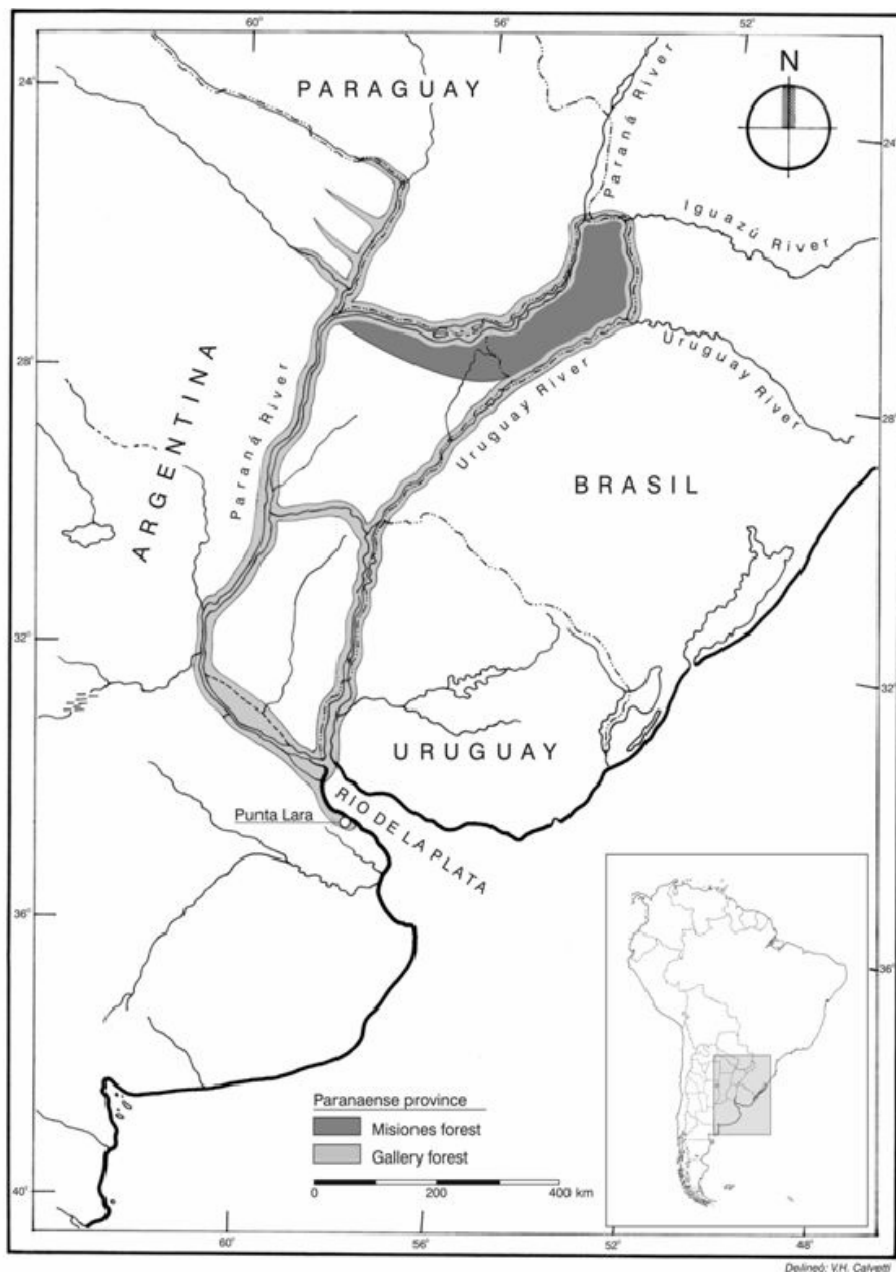 60°
56
52
24°
PARAGUAY
N
Paraná River
24°
Iguazú River
28°
ARGENTINA
Paraná River
Uruguay River
Uruguay River
28°
BRASIL
32°
32°
URUGUAY
Punta Lara
RIO DE LA PLATA
36°
36°
Paranaense province
Misiones forest
Gallery forest
0 200 400 km
40°
60°
56
52
48°
Delineó: V.H. Calvetti